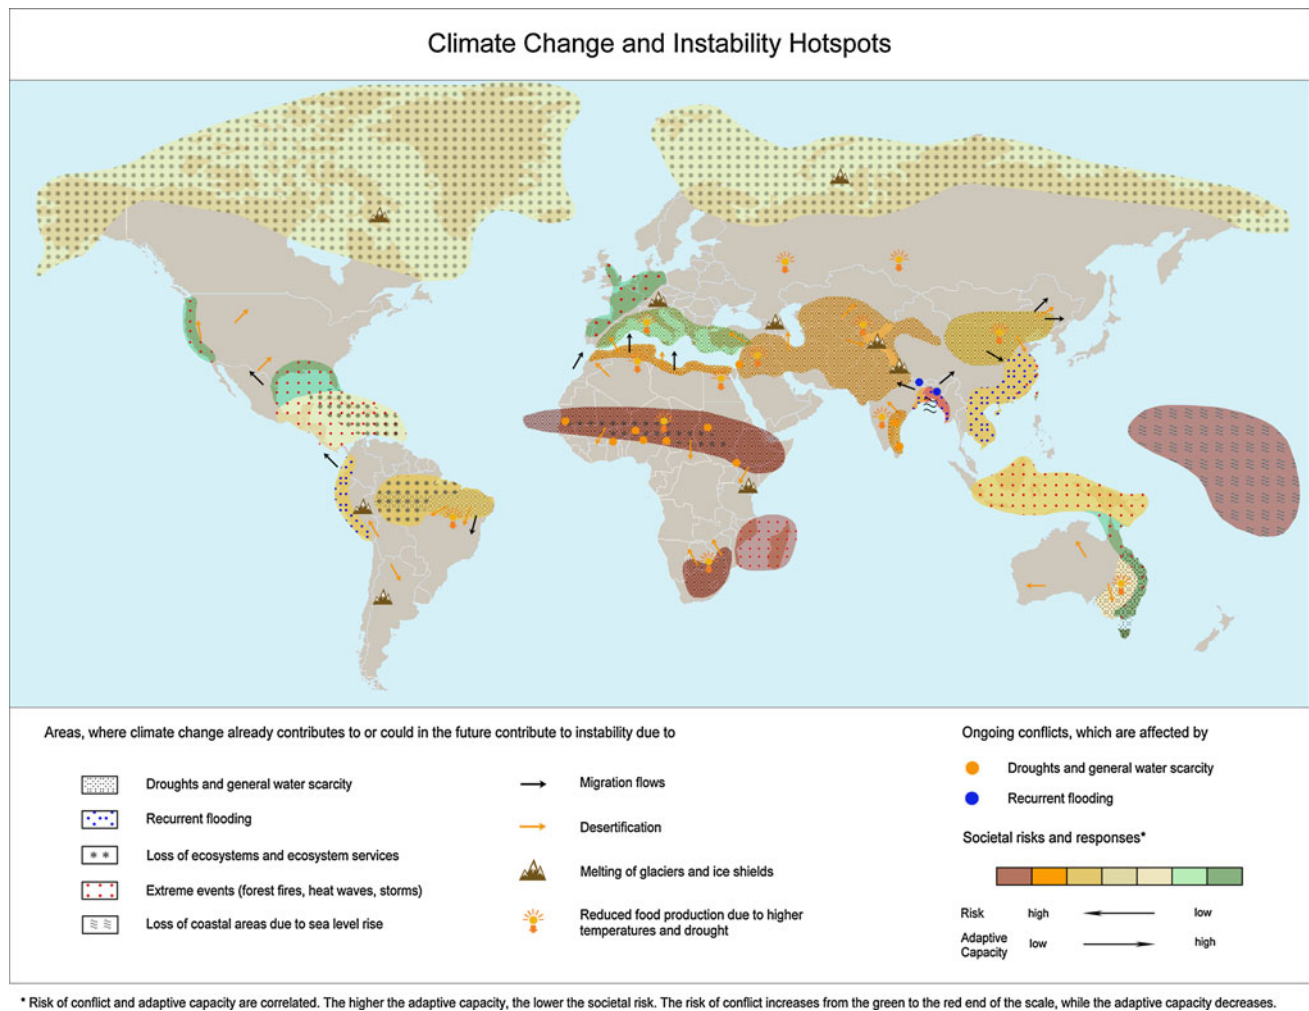 Climate Change and Instability Hotspots
Areas, where climate change already contributes to or could in the future contribute to instability due to
Droughts and general water scarcity
Recurrent flooding
Loss of ecosystems and ecosystem services
Extreme events (forest fires, heat waves, storms)
Loss of coastal areas due to sea level rise
Migration flows
Desertification
Melting of glaciers and ice shields
Reduced food production due to higher
temperatures and drought
Ongoing conflicts, which are affected by
Droughts and general water scarcity
Recurrent flooding
Societal risks and responses*
Risk high low
Adaptive
Capacity low high
* Risk of conflict and adaptive capacity are correlated. The higher the adaptive capacity, the lower the societal risk. The risk of conflict increases from the green to the red end of the scale, while the adaptive capacity decreases.